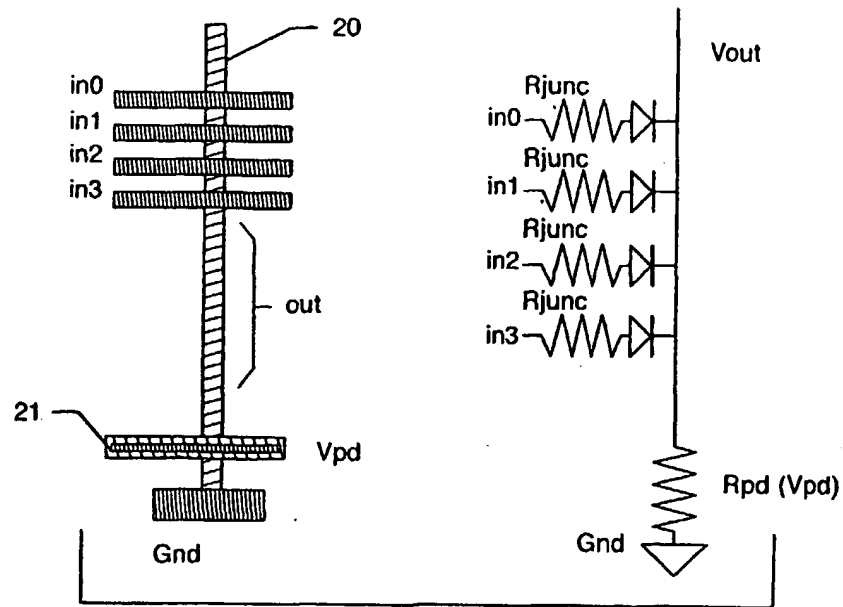 20
in0
in1
in2
in3
out
21
Vpd
Gnd
Vout
Rjunc
in0
Rjunc
in1
Rjunc
in2
Rjunc
in3
Rpd (Vpd)
Gnd